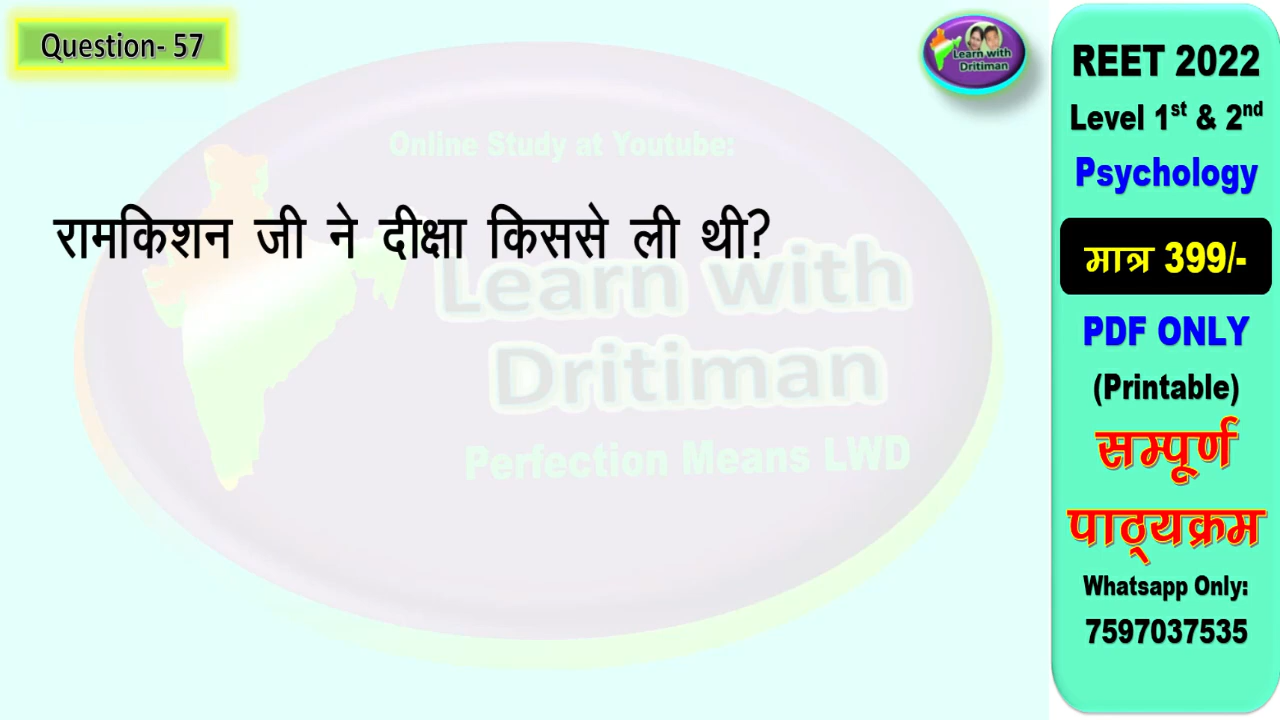 Question- 57
Learn with
Dritiman
Online Study at Youtube:
रामकिशन जी ने दीक्षा किससे ली थी?
Learn with
Dritiman
Perfection Means LWD
REET 2022
Level 1st & 2nd
Psychology
मात्र 399/-
PDF ONLY
(Printable)
सम्पूर्ण
पाठ्यक्रम
Whatsapp Only:
7597037535